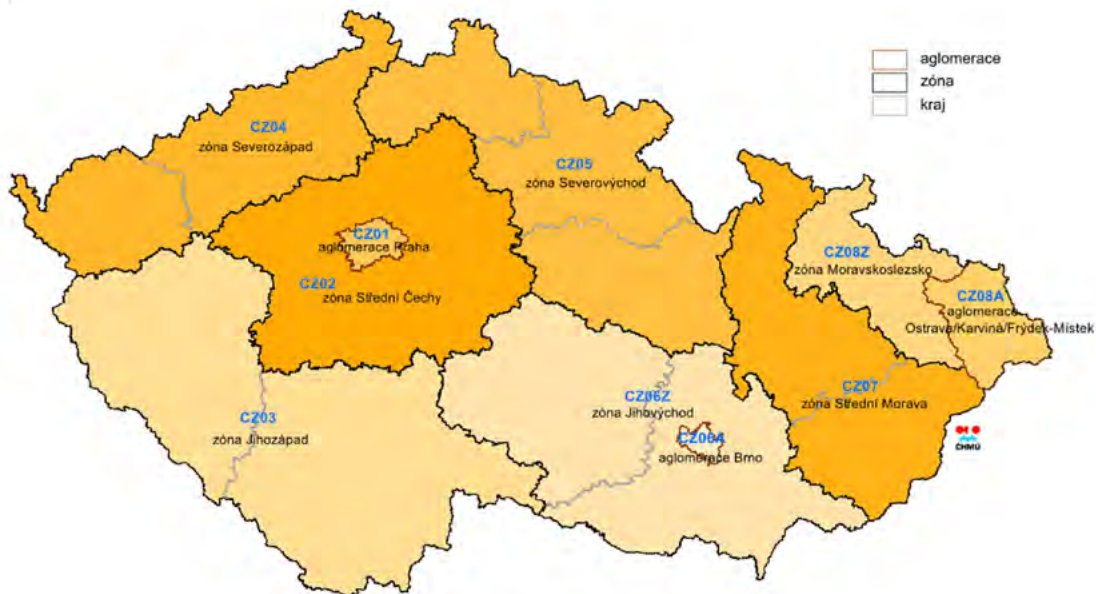 aglomerace
zóna
kraj
CZ04
zóna Severozápad
CZ05
zóna Severovýchod
CZ01
aglomerace Praha
CZ02
zóna Střední Čechy
CZ08Z
zóna Moravskoslezsko
CZ08A
aglomerace
Ostrava/Karviná/Frýdek-Místek
CZ07
zóna Střední Morava
CZ06Z
zóna Jihovýchod
CZ06A
aglomerace Brno
CZ03
zóna Jihozápad
ČHMÚ